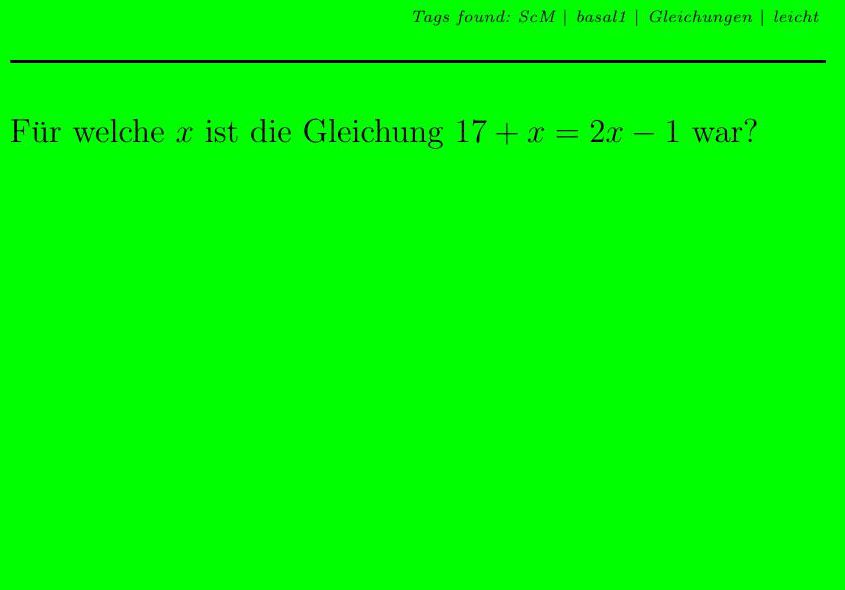 Tags found: ScM | basal1 | Gleichungen | leicht
Für welche x ist die Gleichung 17 + x = 2x − 1 war?